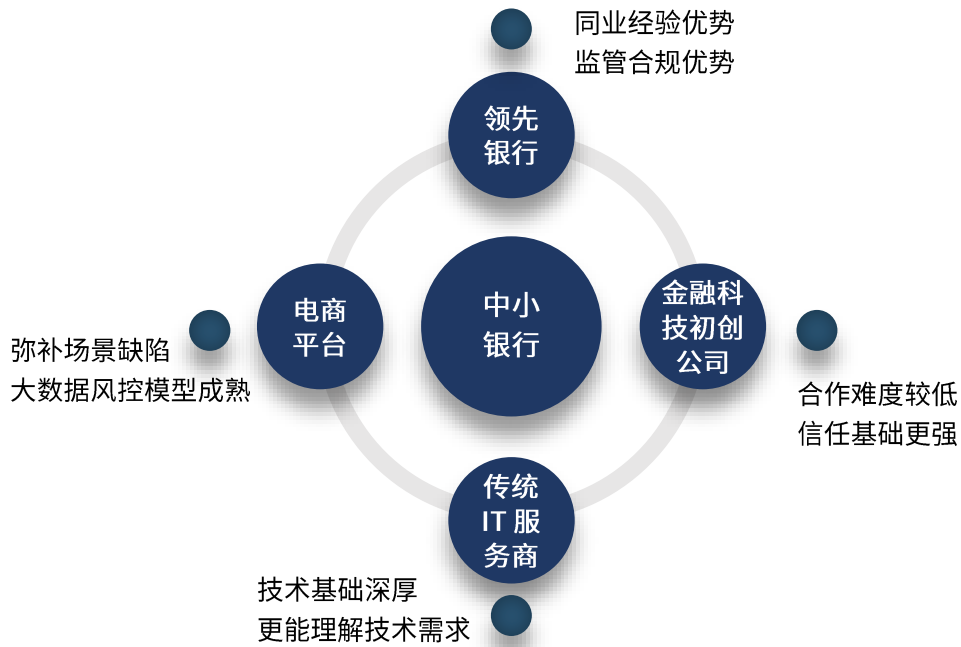 同业经验优势
监管合规优势
领先
银行
电商
平台
弥补场景缺陷
大数据风控模型成熟
中小
银行
金融科
技初创
公司
合作难度较低
信任基础更强
传统
IT 服
务商
技术基础深厚
更能理解技术需求